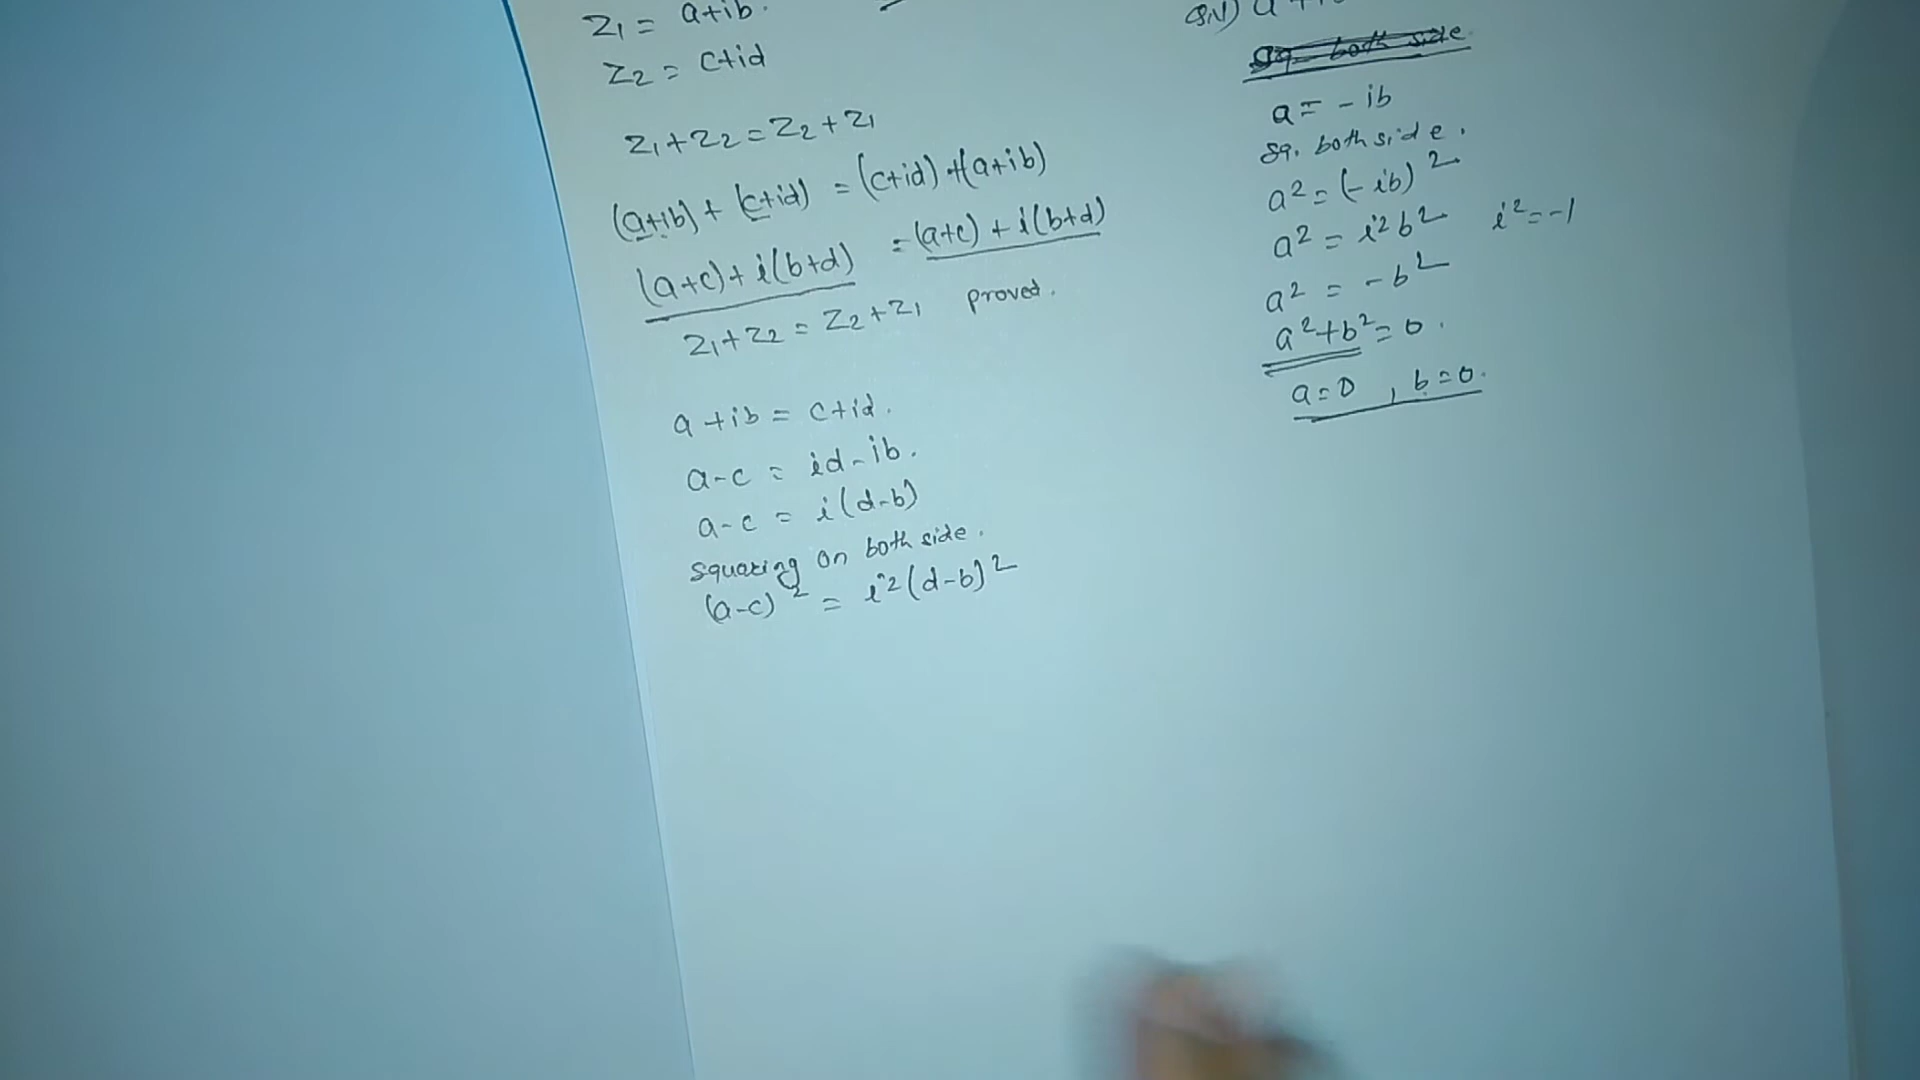 z₁ = a+ib.
z₂ = c+id
z₁+z₂ = z₂+z₁
(a+ib) + (c+id) = (c+id) + (a+ib)
(a+c) + i(b+d) = (a+c) + i(b+d)
z₁+z₂ = z₂+z₁ proved.
a+ib = c+id.
a-c = id-ib.
a-c = i(d-b)
squaring on both side.
(a-c)² = i²(d-b)²
a = -ib
sq. both side.
a² = (-ib)²
a² = i²b² i²=-1
a² = -b²
a²+b² = 0.
a=0, b=0.